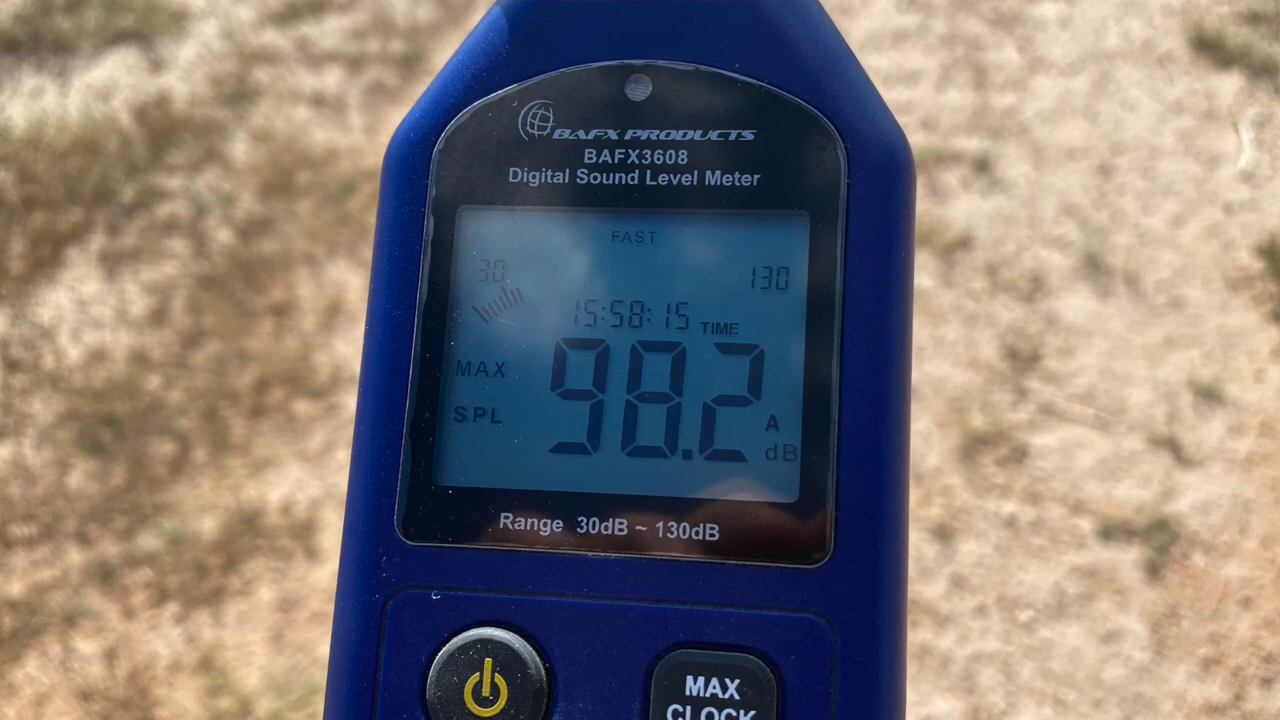 BAFX PRODUCTS
BAFX3608
Digital Sound Level Meter
FAST
30
130
15:58:15 TIME
MAX
98.2
SPL
A
dB
Range 30dB ~ 130dB
MAX
CLOCK